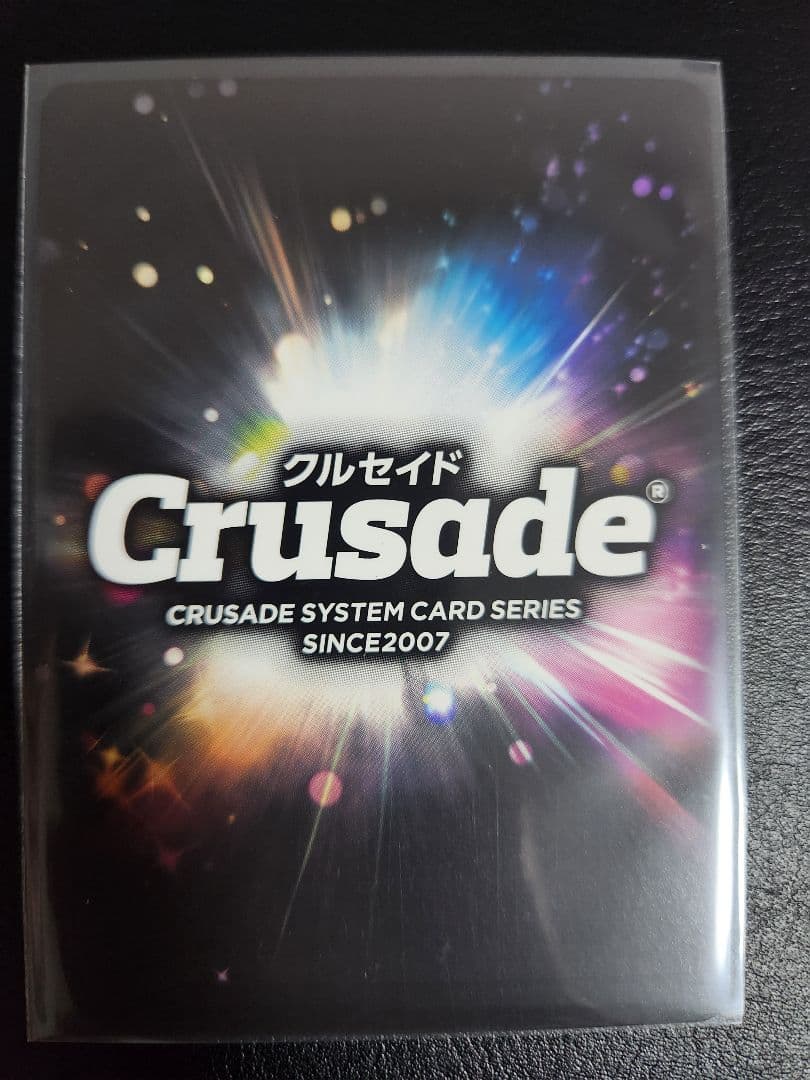 クルセイド
Crusade®
CRUSADE SYSTEM CARD SERIES
SINCE2007